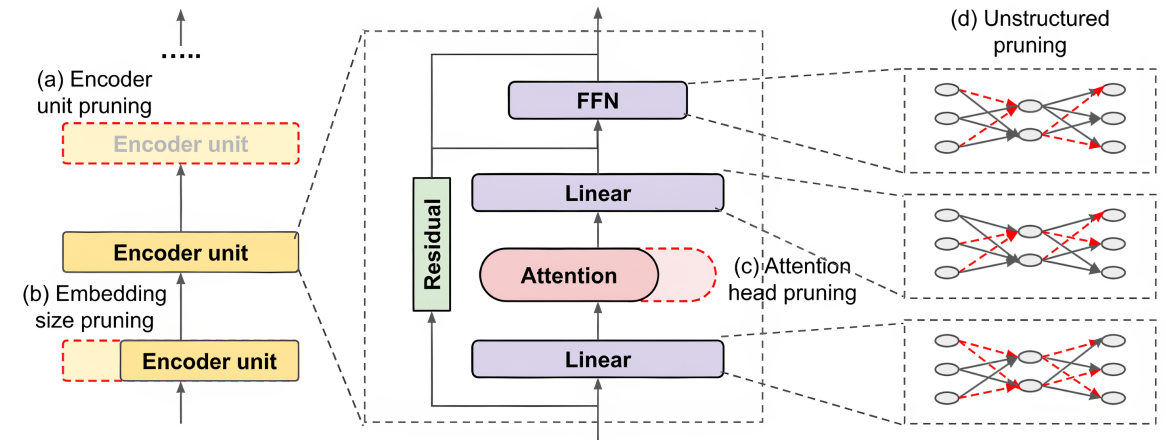 .....
(a) Encoder
unit pruning
Encoder unit
Encoder unit
(b) Embedding
size pruning
Encoder unit
FFN
Linear
Residual
Attention
(c) Attention
head pruning
Linear
(d) Unstructured
pruning